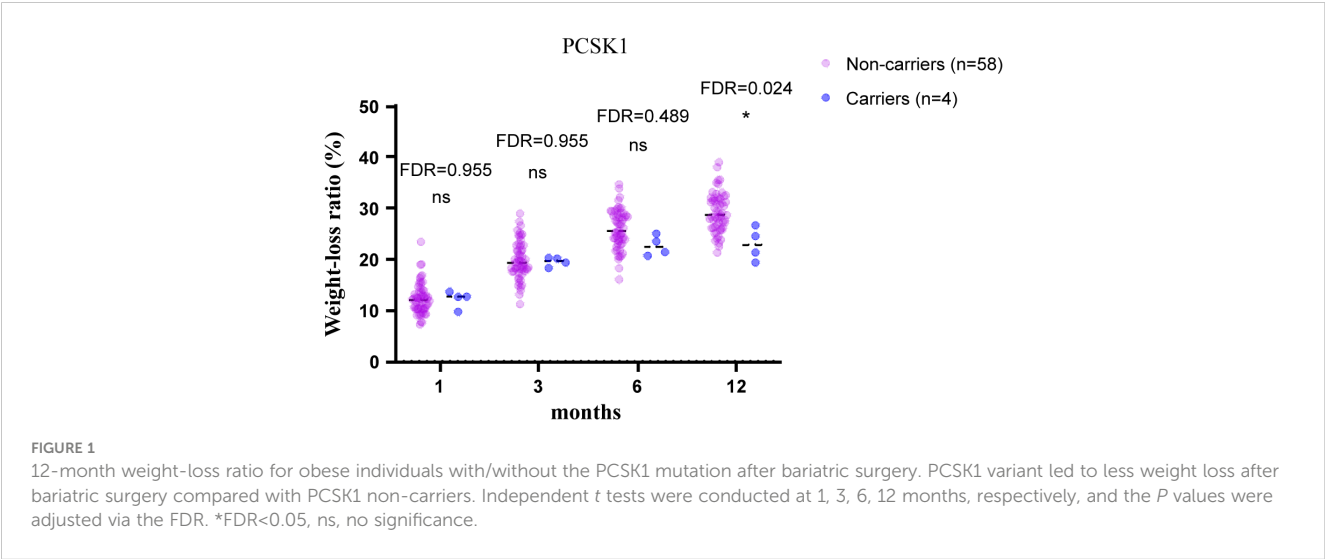 PCSK1
Non-carriers (n=58)
Carriers (n=4)
FDR=0.955
ns
FDR=0.955
ns
FDR=0.489
ns
FDR=0.024
*
Weight-loss ratio (%)
50
40
30
20
10
0
1 3 6 12
months
FIGURE 1
12-month weight-loss ratio for obese individuals with/without the PCSK1 mutation after bariatric surgery. PCSK1 variant led to less weight loss after
bariatric surgery compared with PCSK1 non-carriers. Independent t tests were conducted at 1, 3, 6, 12 months, respectively, and the P values were
adjusted via the FDR. *FDR<0.05, ns, no significance.